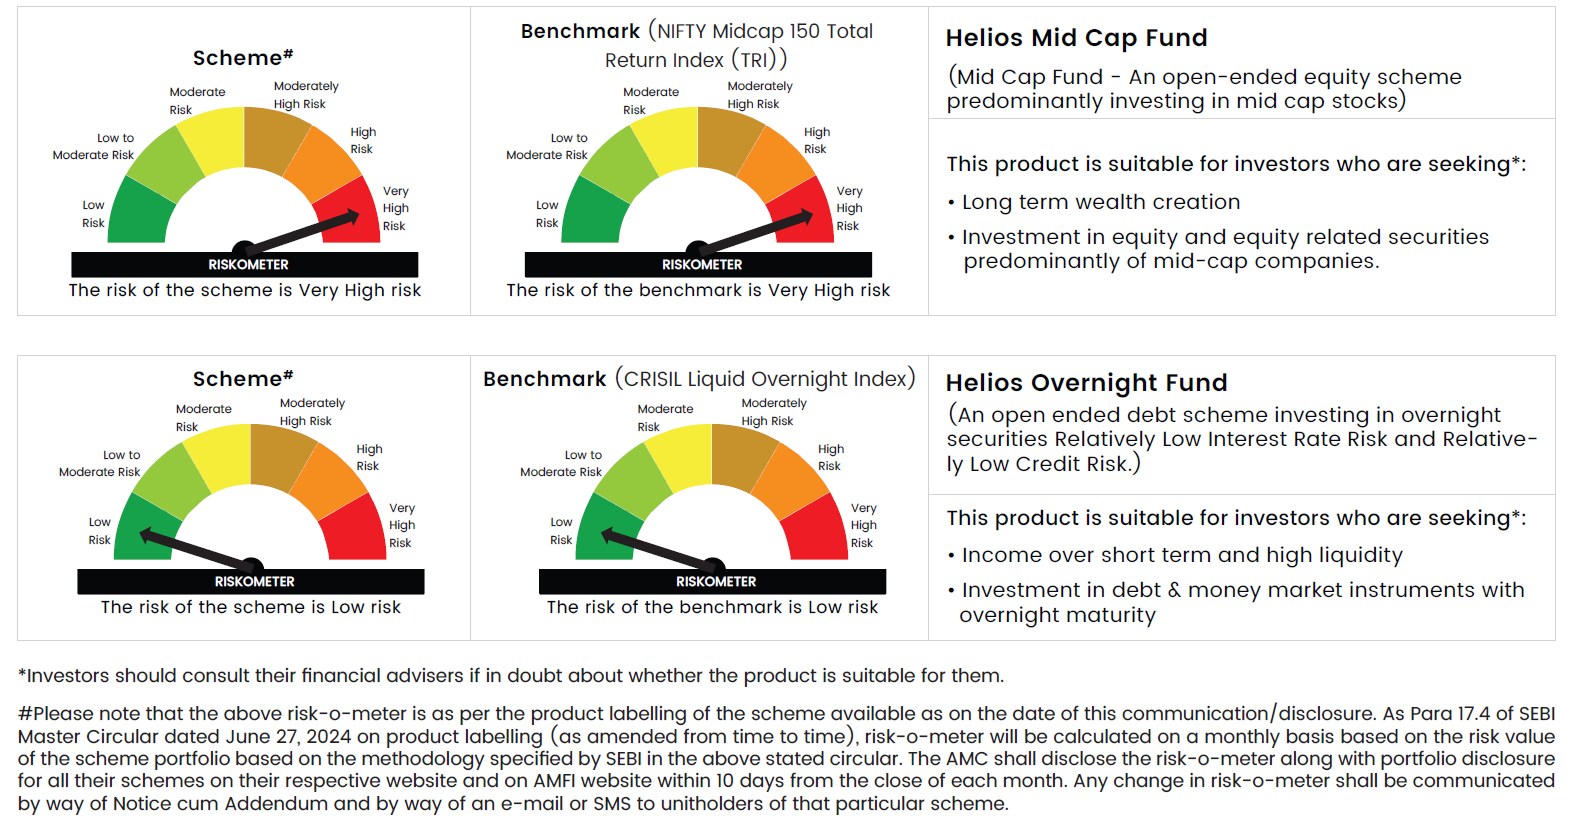 Scheme#
Moderate
Risk
Moderately
High Risk
Low to
Moderate Risk
High
Risk
Low
Risk
Very
High
Risk
RISKOMETER
The risk of the scheme is Very High risk
Benchmark (NIFTY Midcap 150 Total
Return Index (TRI))
Moderate
Risk
Moderately
High Risk
Low to
Moderate Risk
High
Risk
Low
Risk
Very
High
Risk
RISKOMETER
The risk of the benchmark is Very High risk
Helios Mid Cap Fund
(Mid Cap Fund - An open-ended equity scheme
predominantly investing in mid cap stocks)
This product is suitable for investors who are seeking*:
• Long term wealth creation
• Investment in equity and equity related securities
predominantly of mid-cap companies.
Scheme#
Moderate
Risk
Moderately
High Risk
Low to
Moderate Risk
High
Risk
Low
Risk
Very
High
Risk
RISKOMETER
The risk of the scheme is Low risk
Benchmark (CRISIL Liquid Overnight Index)
Moderate
Risk
Moderately
High Risk
Low to
Moderate Risk
High
Risk
Low
Risk
Very
High
Risk
RISKOMETER
The risk of the benchmark is Low risk
Helios Overnight Fund
(An open ended debt scheme investing in overnight
securities Relatively Low Interest Rate Risk and Relative-
ly Low Credit Risk.)
This product is suitable for investors who are seeking*:
• Income over short term and high liquidity
• Investment in debt & money market instruments with
overnight maturity
*Investors should consult their financial advisers if in doubt about whether the product is suitable for them.
#Please note that the above risk-o-meter is as per the product labelling of the scheme available as on the date of this communication/disclosure. As Para 17.4 of SEBI
Master Circular dated June 27, 2024 on product labelling (as amended from time to time), risk-o-meter will be calculated on a monthly basis based on the risk value
of the scheme portfolio based on the methodology specified by SEBI in the above stated circular. The AMC shall disclose the risk-o-meter along with portfolio disclosure
for all their schemes on their respective website and on AMFI website within 10 days from the close of each month. Any change in risk-o-meter shall be communicated
by way of Notice cum Addendum and by way of an e-mail or SMS to unitholders of that particular scheme.